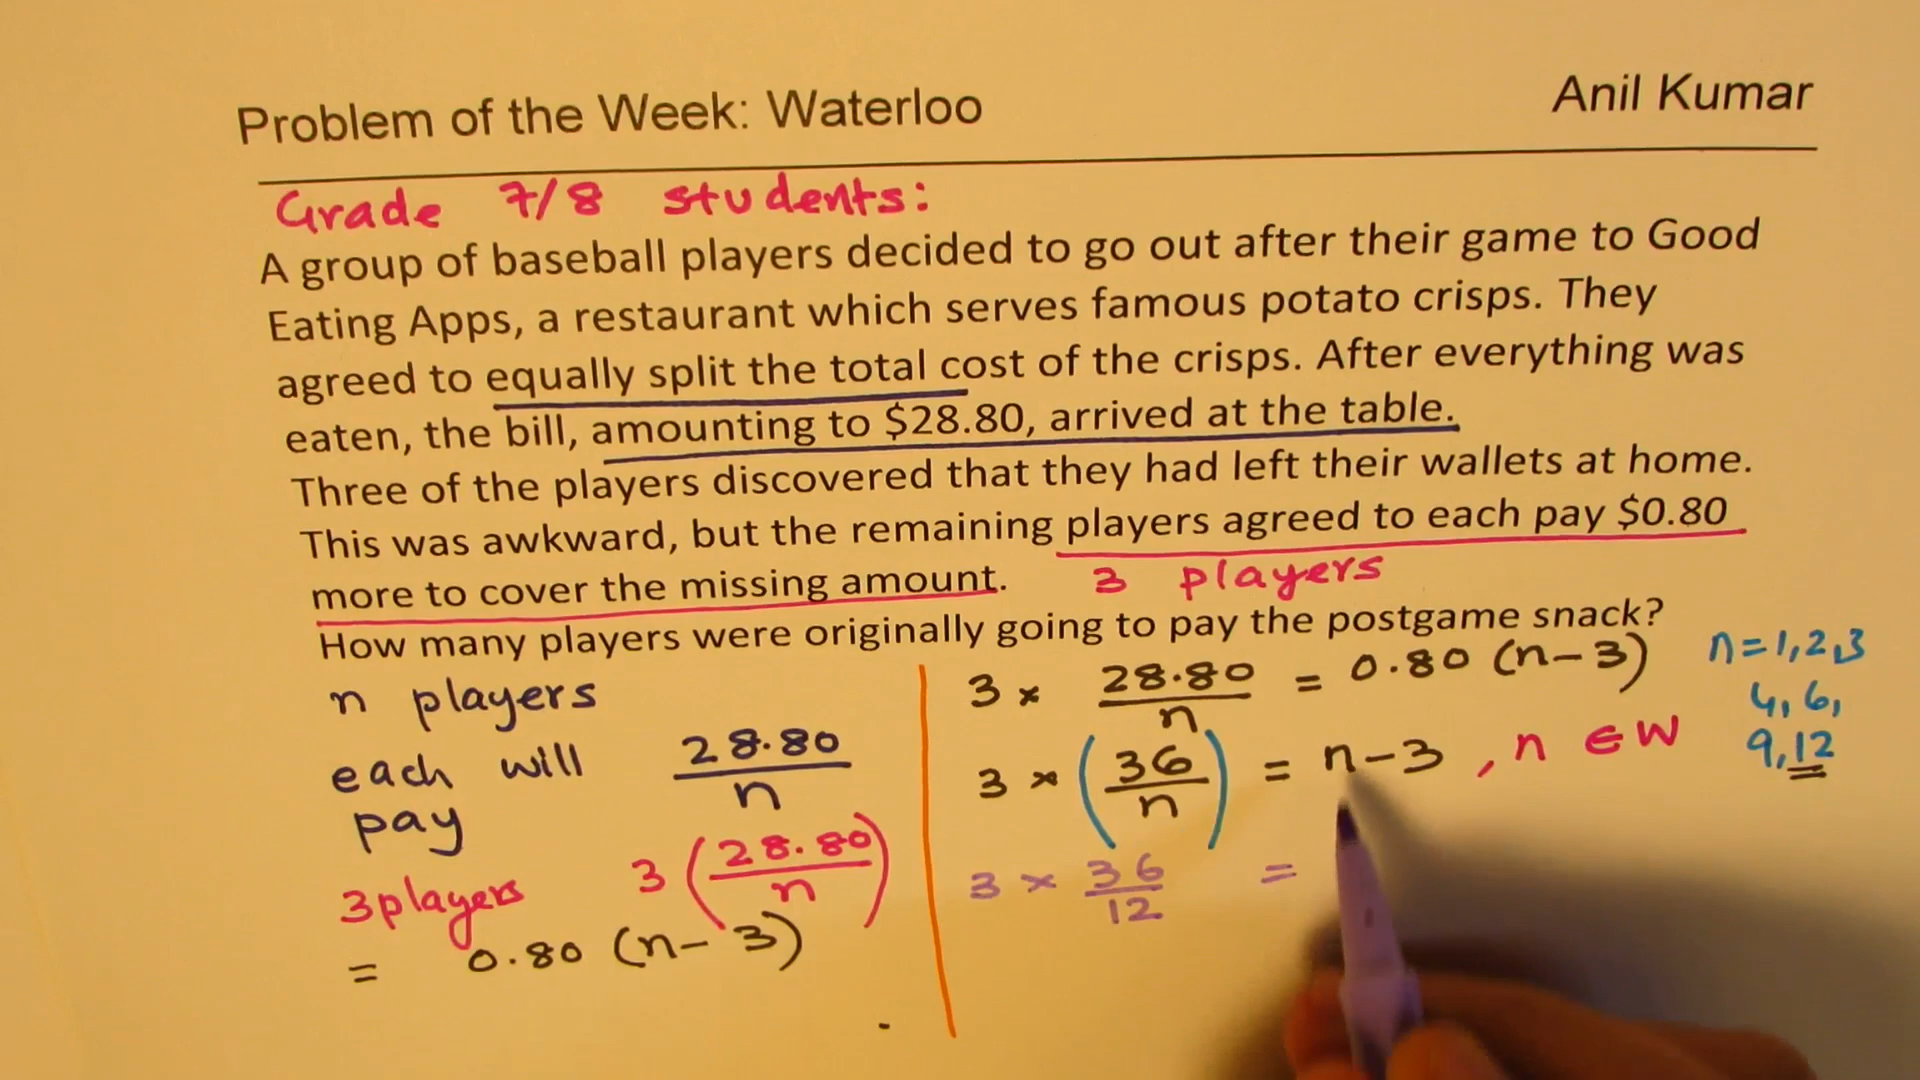 Problem of the Week: Waterloo
Anil Kumar
Grade 7/8 students:
A group of baseball players decided to go out after their game to Good
Eating Apps, a restaurant which serves famous potato crisps. They
agreed to equally split the total cost of the crisps. After everything was
eaten, the bill, amounting to $28.80, arrived at the table.
Three of the players discovered that they had left their wallets at home.
This was awkward, but the remaining players agreed to each pay $0.80
more to cover the missing amount.
3 players
How many players were originally going to pay the postgame snack?
n players
each will pay 28.80/n
3players 3(28.80/n)
= 0.80 (n-3)
3 × 28.80/n = 0.80 (n-3)
3 × (36/n) = n-3, n ∈ W
3 × 36/12 =
n=1,2,3
4, 6,
9,12